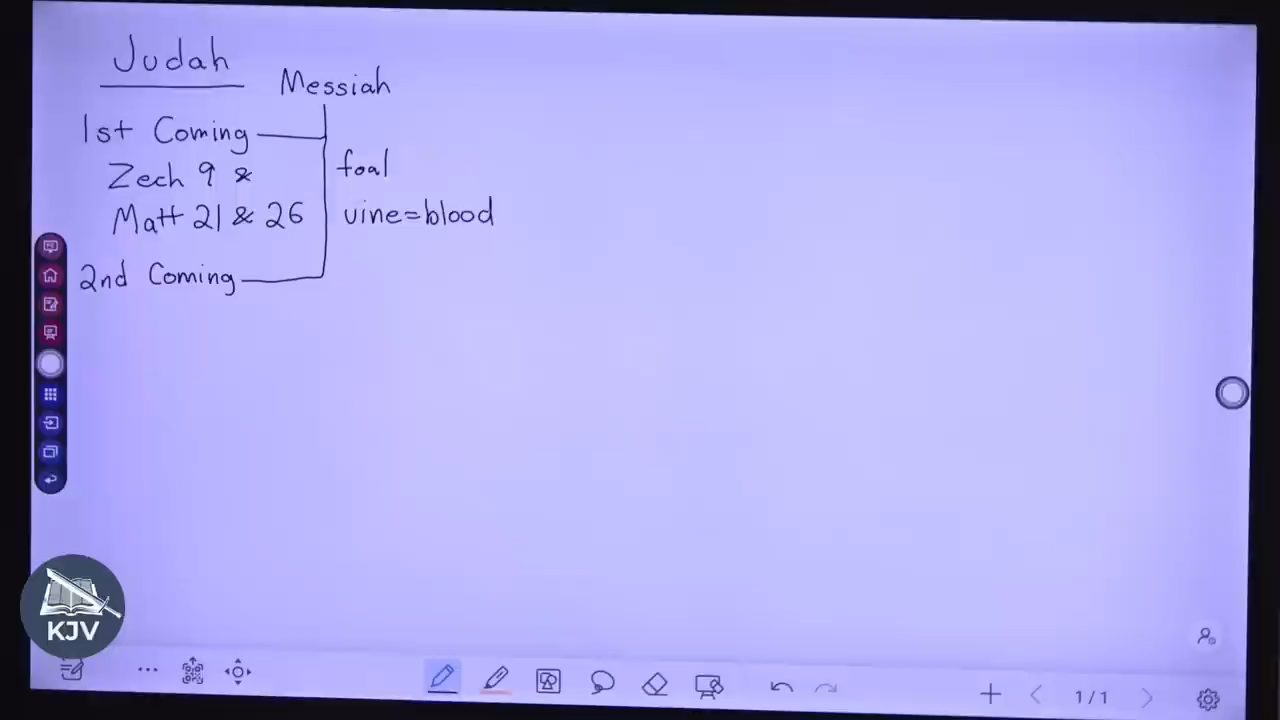 Judah
Messiah
1st Coming
Zech 9 &
foal
Matt 21 & 26
vine=blood
2nd Coming
KJV
1/1